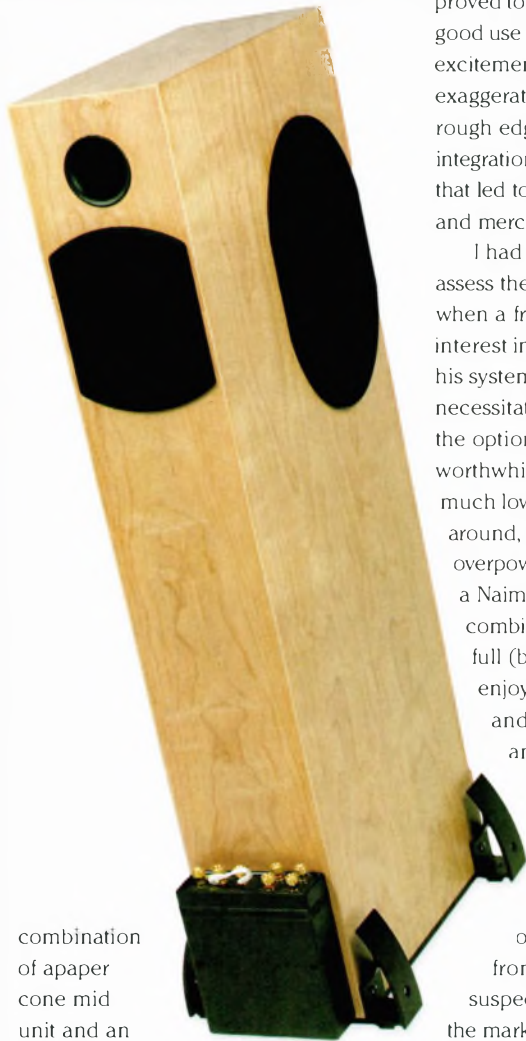 combination
of apaper
cone mid
unit and an
proved to
good use
excitemen
exaggerat
rough edg
integration
that led to
and merc
I had
assess the
when a fr
interest in
his system
necessitat
the option
worthwhi
much low
around,
overpow
a Naim
combi
full (b
enjoy
and
ar
o
from
suspe
the mark